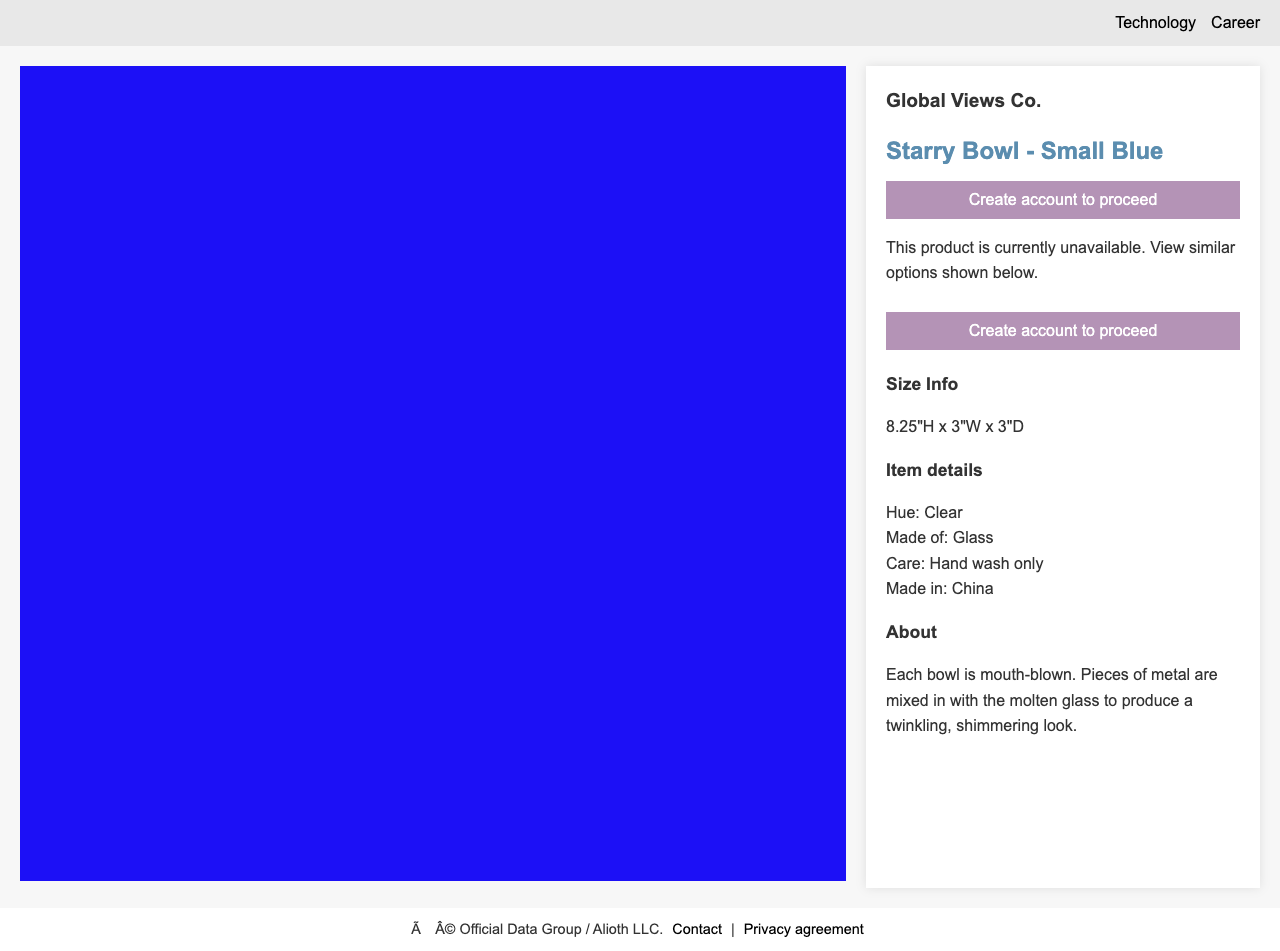 Technology Career
Global Views Co.
Starry Bowl - Small Blue
Create account to proceed
This product is currently unavailable. View similar
options shown below.
Create account to proceed
Size Info
8.25"H x 3"W x 3"D
Item details
Hue: Clear
Made of: Glass
Care: Hand wash only
Made in: China
About
Each bowl is mouth-blown. Pieces of metal are
mixed in with the molten glass to produce a
twinkling, shimmering look.
Ã Â© Official Data Group / Alioth LLC. Contact | Privacy agreement